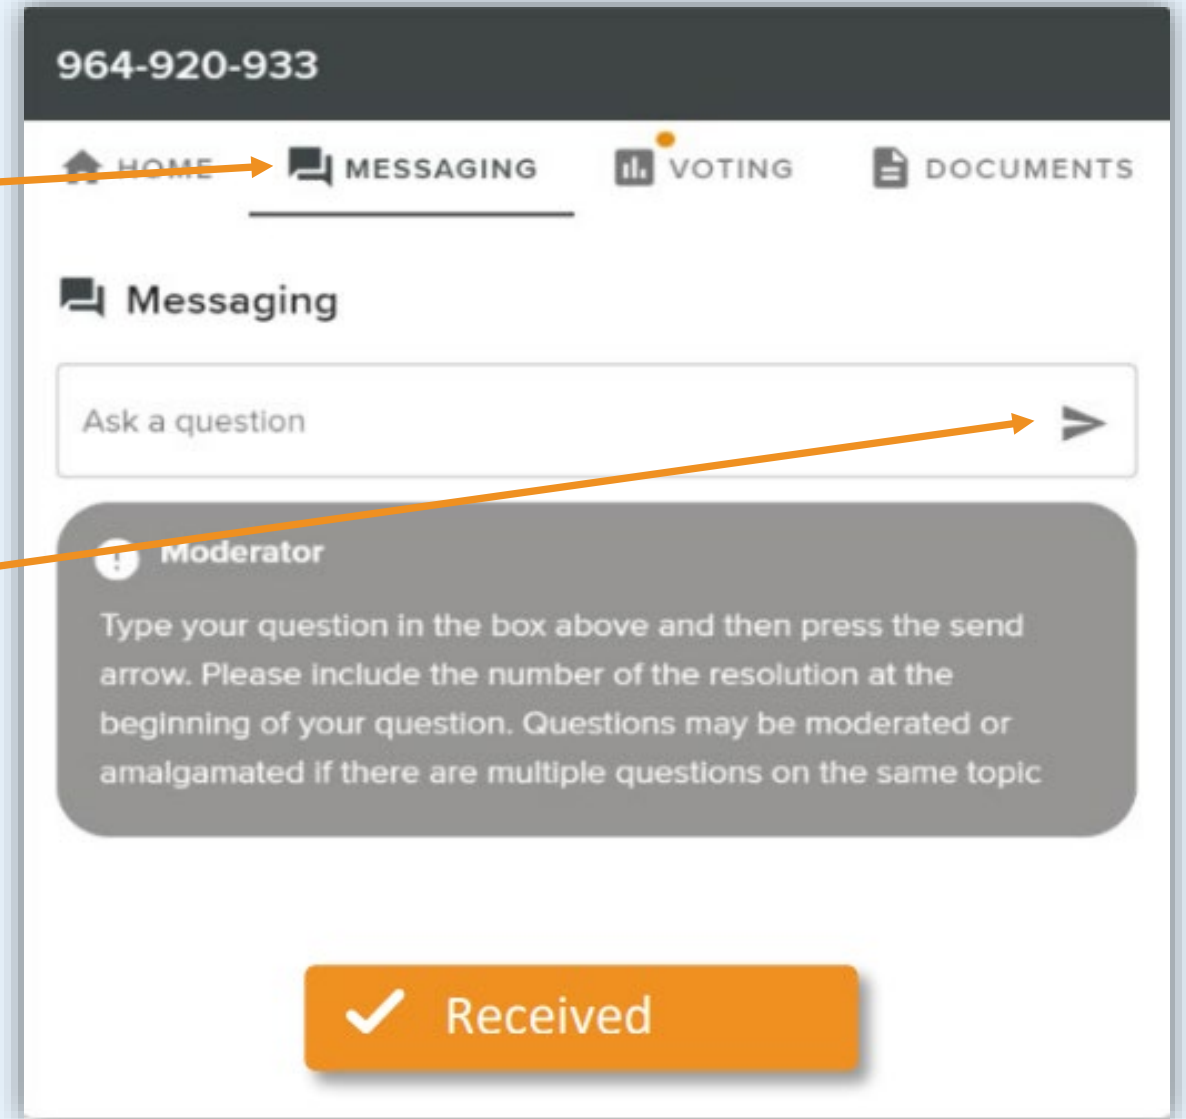 964-920-933
HOME MESSAGING VOTING DOCUMENTS
Messaging
Ask a question
Moderator
Type your question in the box above and then press the send
arrow. Please include the number of the resolution at the
beginning of your question. Questions may be moderated or
amalgamated if there are multiple questions on the same topic
Received